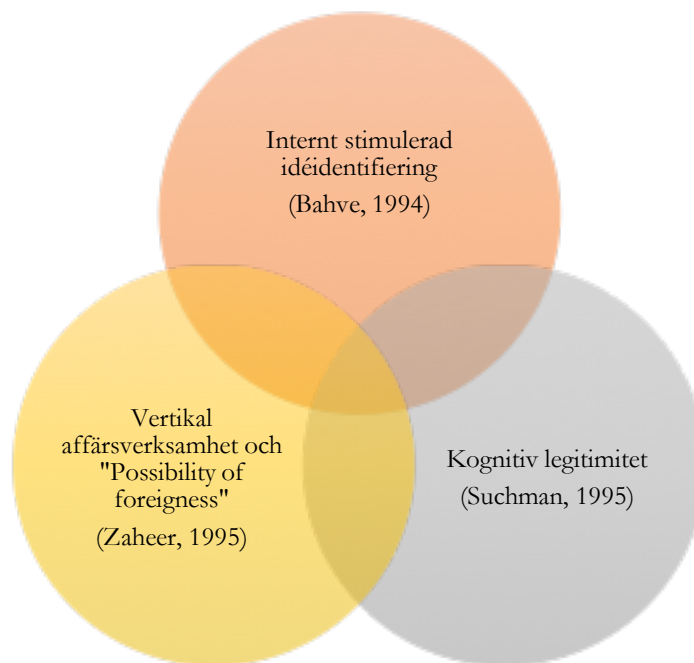 Internt stimulerad
idéidentifiering
(Bahve, 1994)
Vertikal
affärsverksamhet och
"Possibility of
foreigness"
(Zaheer, 1995)
Kognitiv legitimitet
(Suchman, 1995)